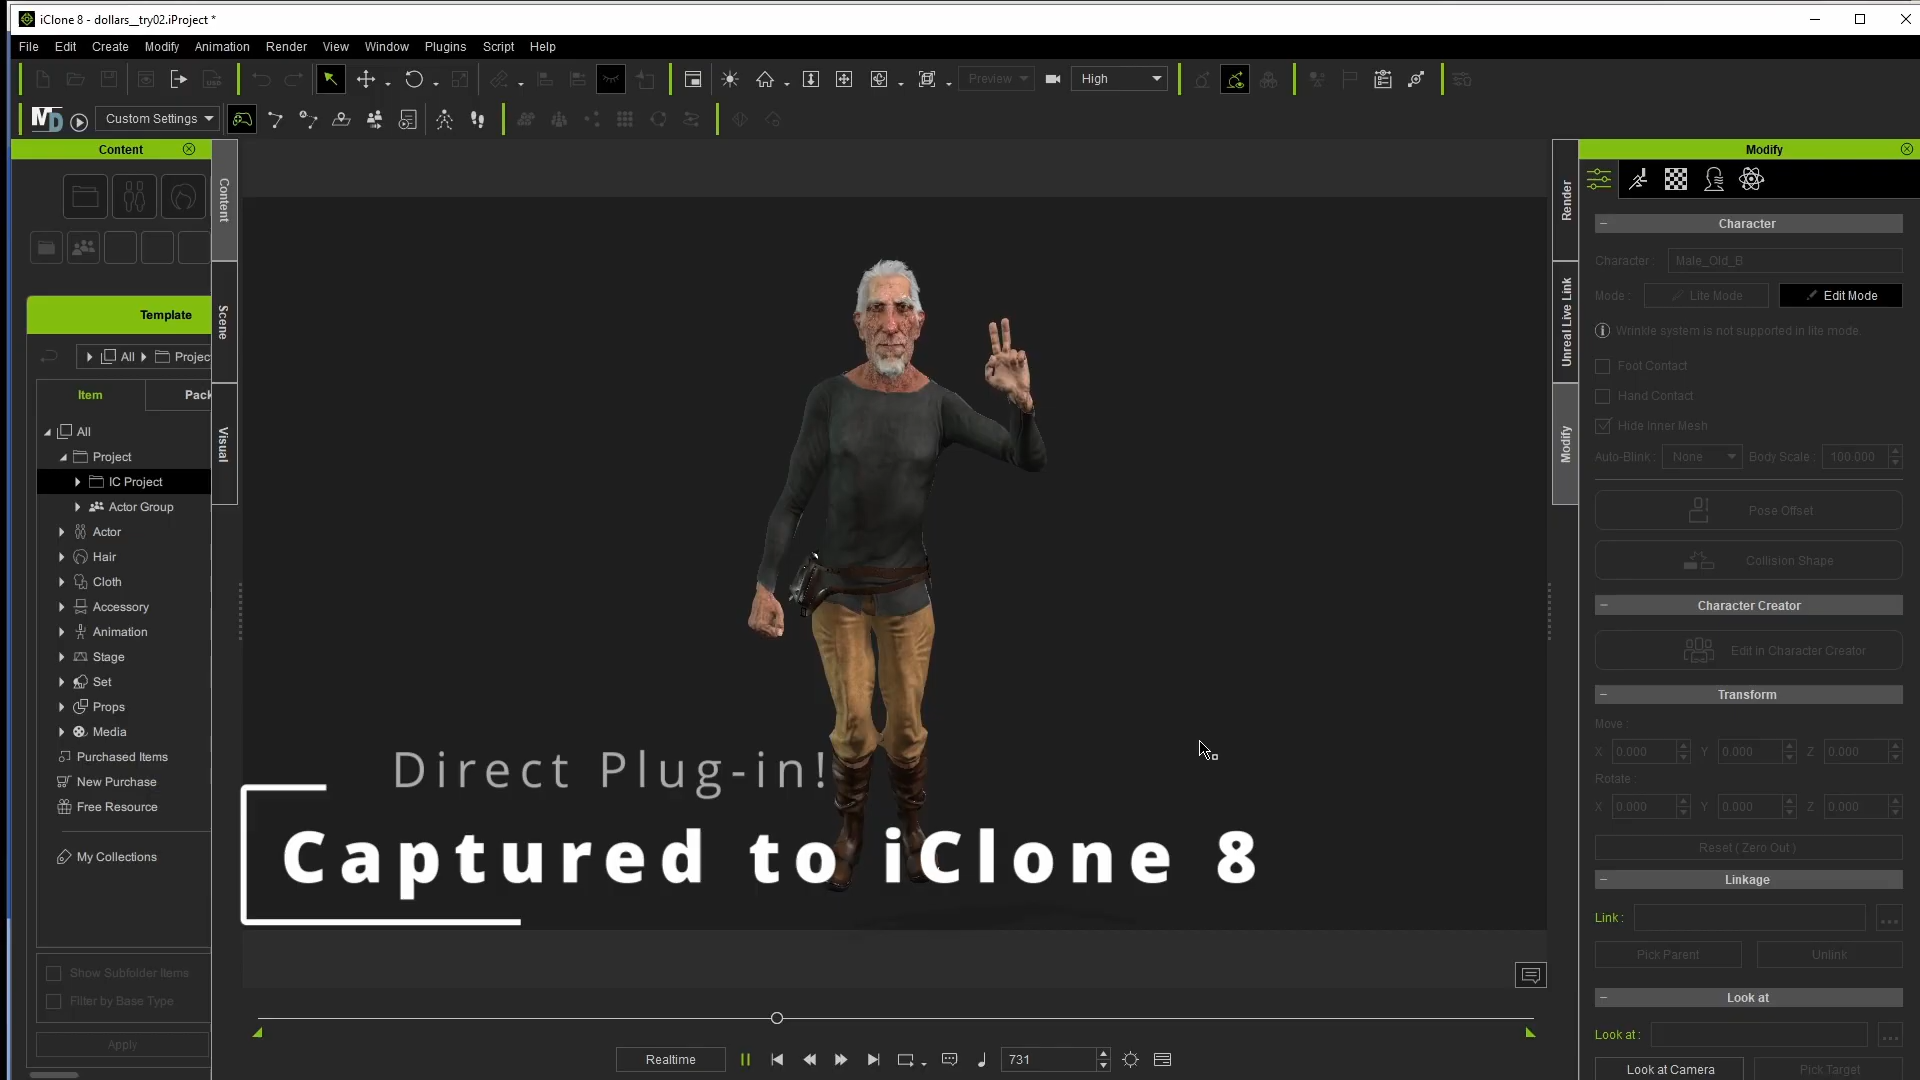 iClone 8 - dollars__try02.iProject *
File Edit Create Modify Animation Render View Window Plugins Script Help
Preview High
MD Custom Settings
Content
Content
Scene
Visual
Template
All Projec
Item Pack
All
Project
IC Project
Actor Group
Actor
Hair
Cloth
Accessory
Animation
Stage
Set
Props
Media
Purchased Items
New Purchase
Free Resource
My Collections
Show Subfolder Items
Filter by Base Type
Apply
Direct Plug-in!
Captured to iClone 8
Realtime 731
Render
Unreal Live Link
Modify
Modify
Character
Character : Male_Old_B
Mode : Lite Mode Edit Mode
Wrinkle system is not supported in lite mode.
Foot Contact
Hand Contact
Hide Inner Mesh
Auto-Blink : None Body Scale : 100.000
Pose Offset
Collision Shape
Character Creator
Edit in Character Creator
Transform
Move :
X 0.000 Y 0.000 Z 0.000
Rotate :
X 0.000 Y 0.000 Z 0.000
Reset ( Zero Out )
Linkage
Link : ...
Pick Parent Unlink
Look at
Look at : ...
Look at Camera Pick Target